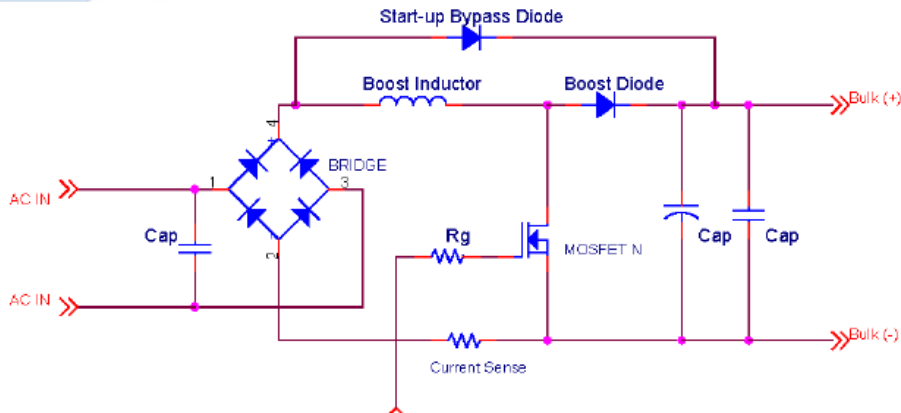 Start-up Bypass Diode
Boost Inductor
Boost Diode
Bulk (+)
4
BRIDGE
1
3
AC IN
Cap
Rg
MOSFET N
Cap
Cap
2
AC IN
Bulk (-)
Current Sense